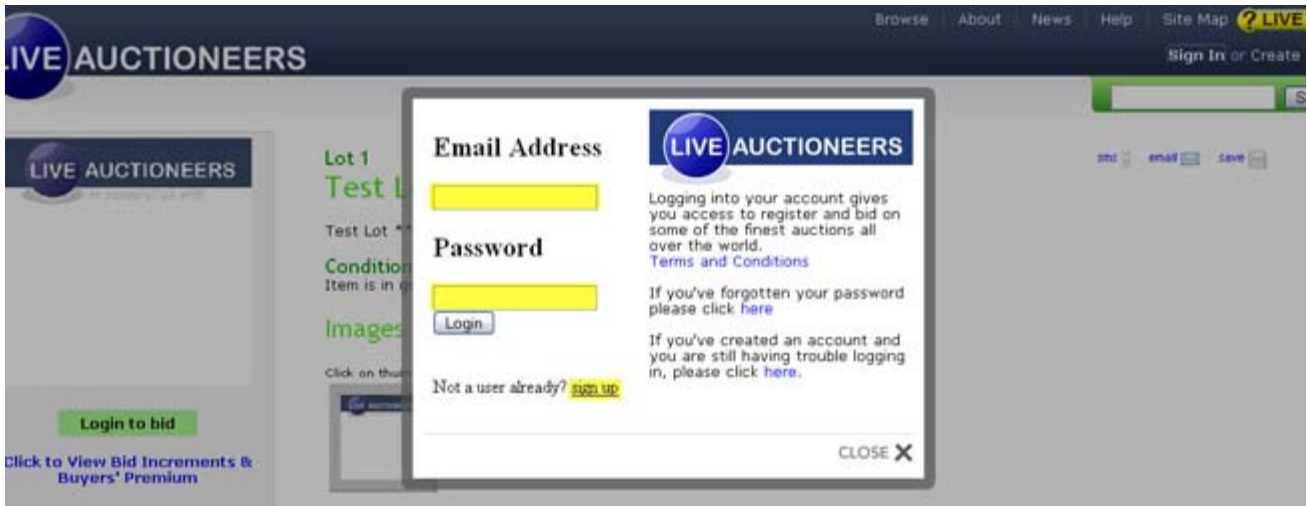 Browse About News Help Site Map ? LIVE
LIVE AUCTIONEERS
Sign In or Create
LIVE AUCTIONEERS
Lot 1
Test L
Test Lot *
Condition
Item is in
Images
Click on thum
LIVE AUCTIONEERS
Login to bid
Click to View Bid Increments &
Buyers' Premium
Email Address
Password
Login
Not a user already? sign up
LIVE AUCTIONEERS
Logging into your account gives
you access to register and bid on
some of the finest auctions all
over the world.
Terms and Conditions
If you've forgotten your password
please click here
If you've created an account and
you are still having trouble logging
in, please click here.
CLOSE X
email save